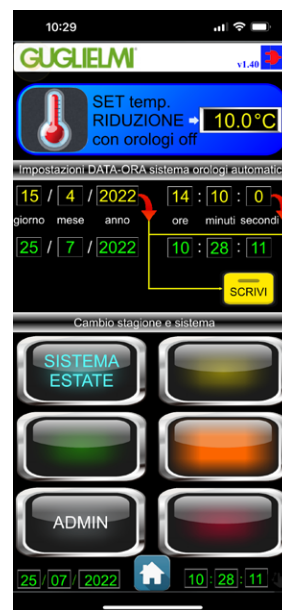 10:29
GUGLIELMI
v1.40
SET temp.
RIDUZIONE 10.0°C
con orologi off
Impostazioni DATA-ORA sistema orologi automatic
15 / 4 / 2022 14 : 10 : 0
giorno mese anno ore minuti secondi
25 / 7 / 2022 10 : 28 : 11
SCRIVI
Cambio stagione e sistema
SISTEMA
ESTATE
ADMIN
25/07/2022 10:28:11